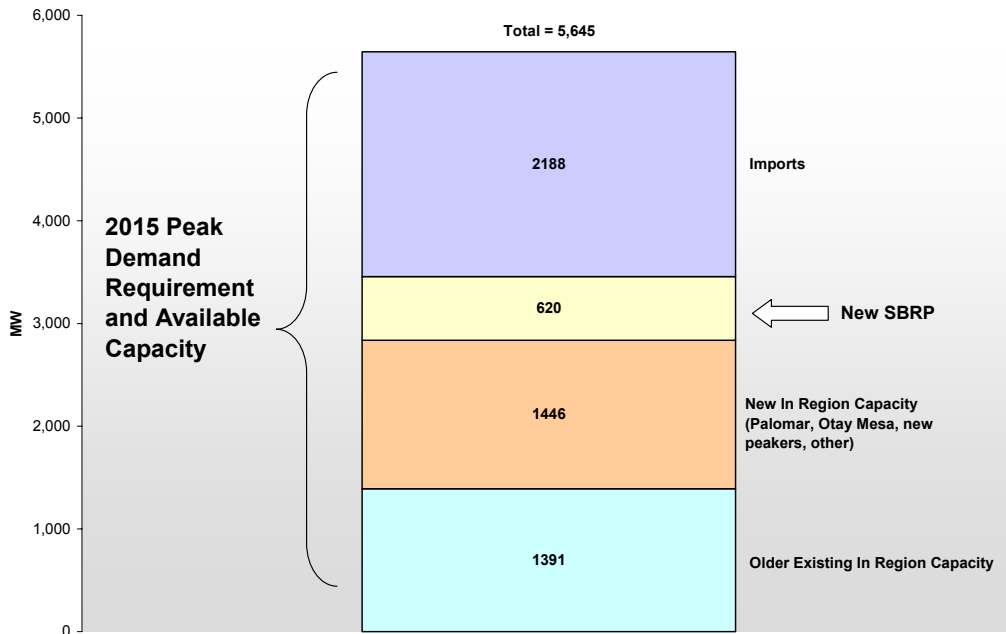 6,000
5,000
4,000
3,000
2,000
1,000
0
MW
Total = 5,645
2015 Peak
Demand
Requirement
and Available
Capacity
2188
Imports
620
New SBRP
1446
New In Region Capacity
(Palomar, Otay Mesa, new
peakers, other)
1391
Older Existing In Region Capacity